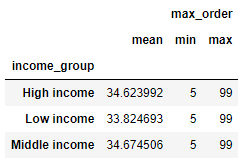 max_order
mean min max
income_group
High income 34.623992 5 99
Low income 33.824693 5 99
Middle income 34.674506 5 99